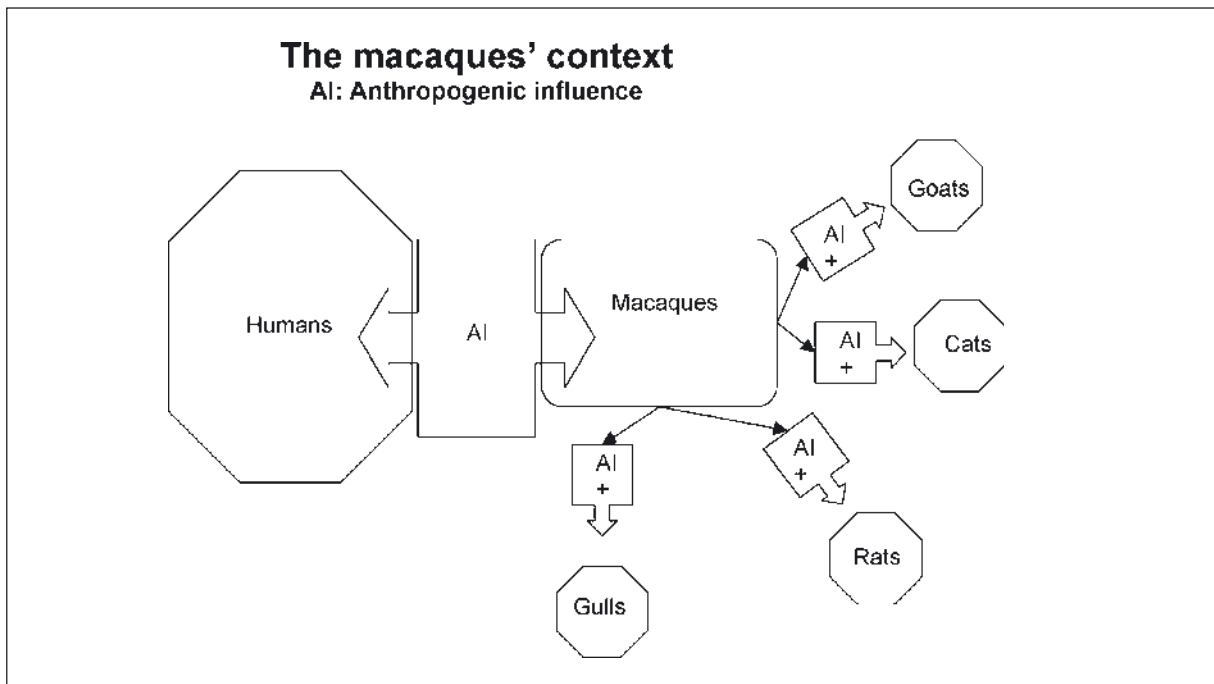 The macaques' context
AI: Anthropogenic influence
Goats
AI
+
Macaques
Humans
AI
AI
+
Cats
AI
+
AI
+
Rats
Gulls